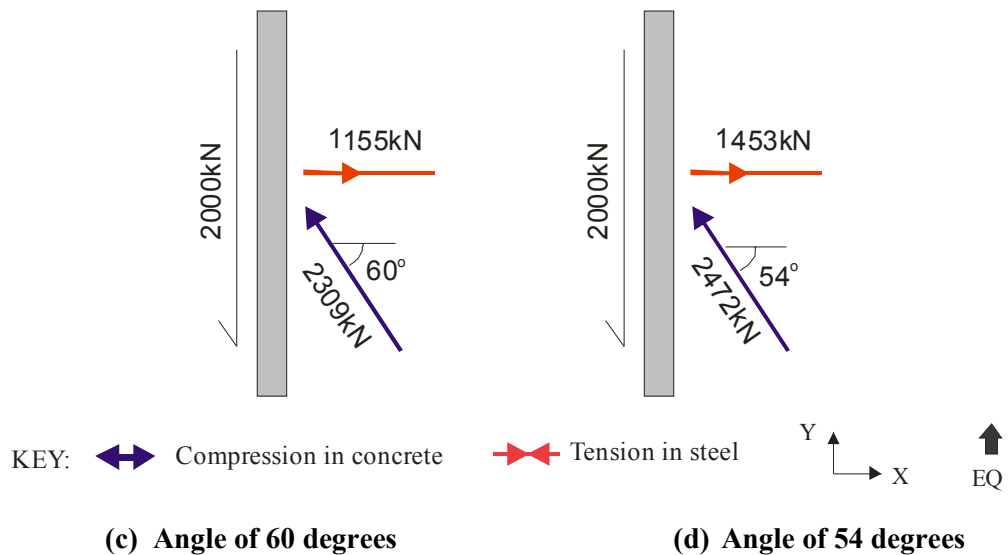 1155kN
2000kN
60°
2309kN
1453kN
2000kN
54°
2472kN
KEY: Compression in concrete Tension in steel
Y
X
EQ
(c) Angle of 60 degrees
(d) Angle of 54 degrees